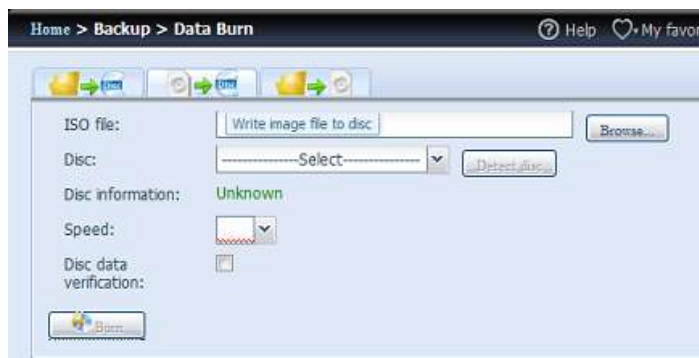 Home > Backup > Data Burn
Help My favor
ISO file: Write image file to disc Browse...
Disc: ---------------Select--------------- Detect disc
Disc information: Unknown
Speed:
Disc data
verification:
Burn